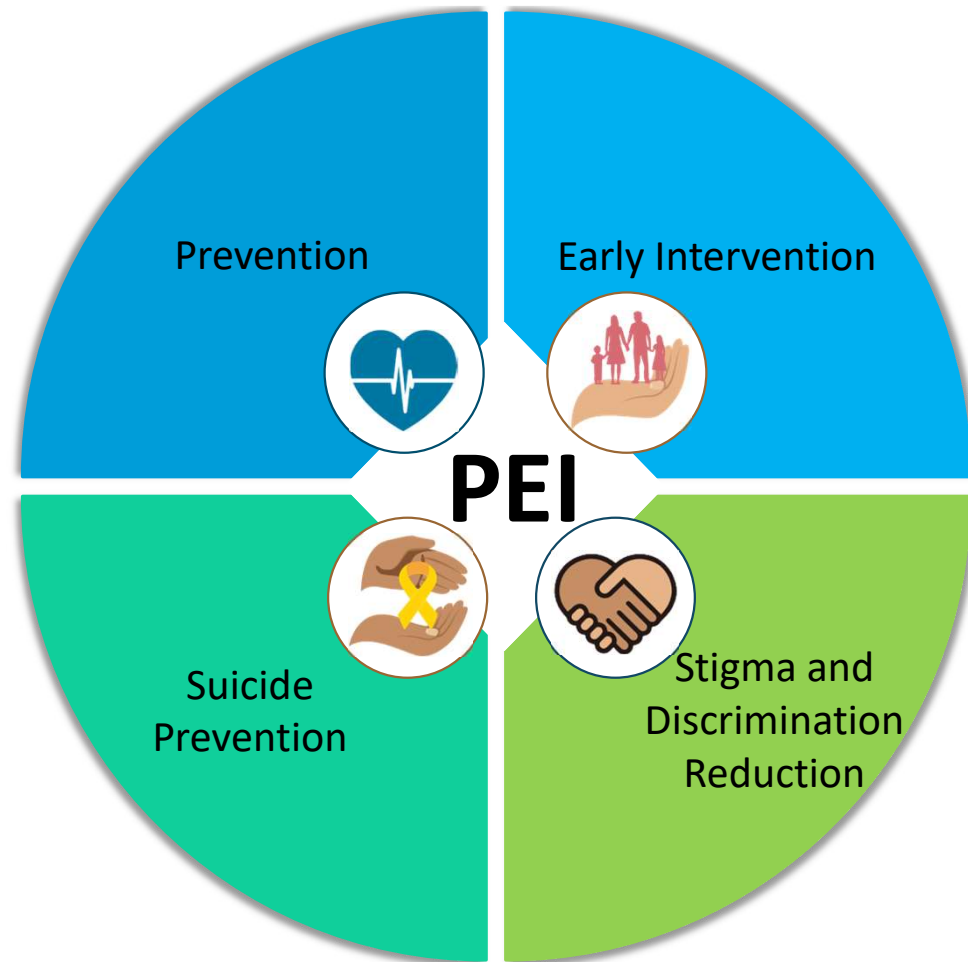 Prevention
Early Intervention
PEI
Suicide
Prevention
Stigma and
Discrimination
Reduction